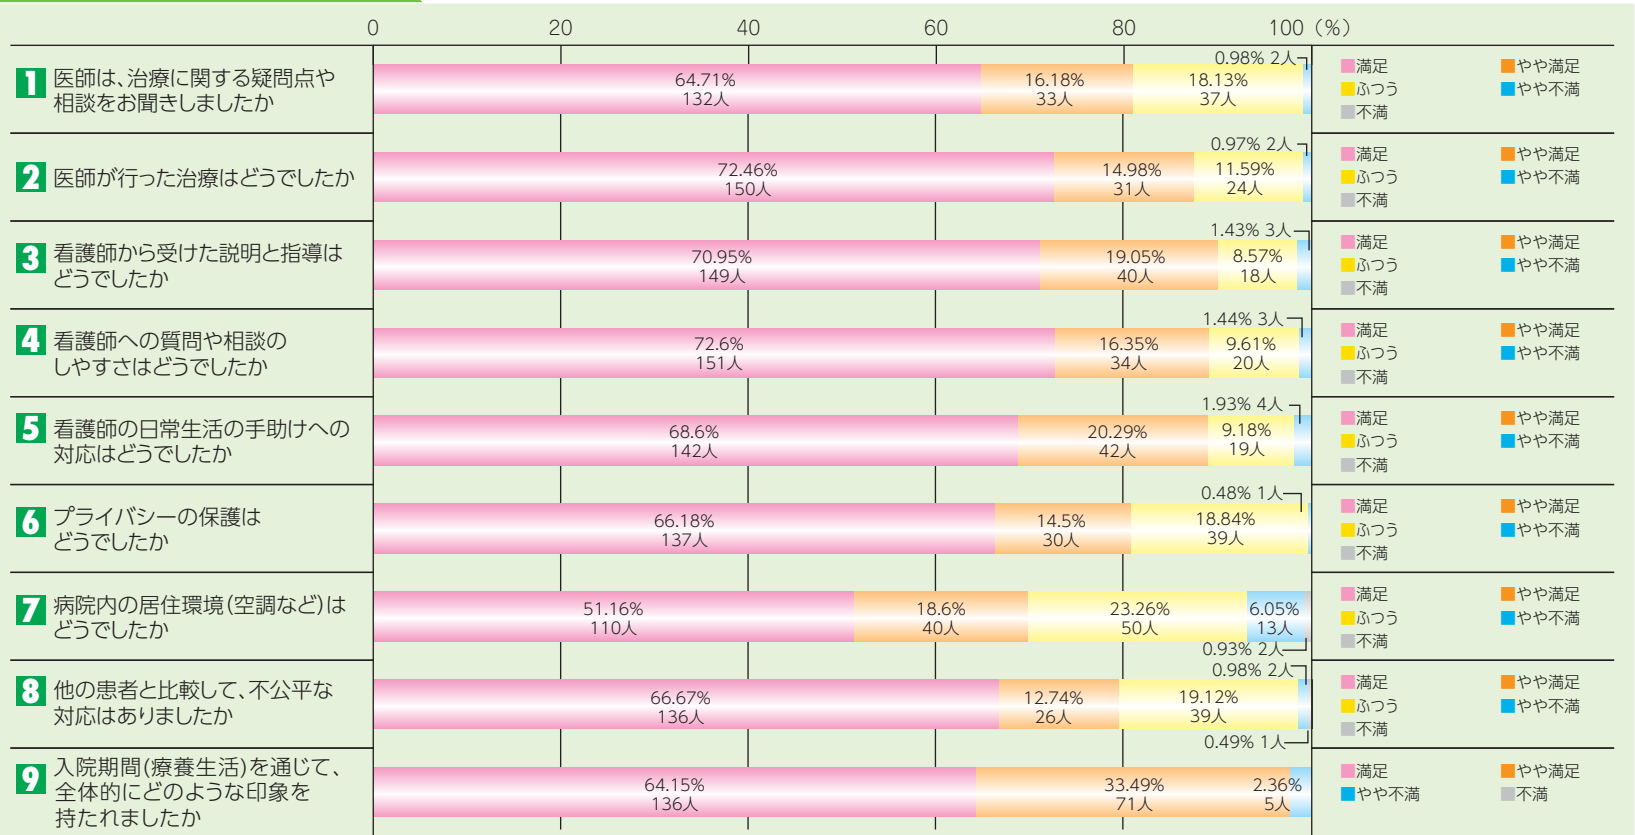 0 20 40 60 80 100 (%)
1 医師は、治療に関する疑問点や
相談をお聞きしましたか
64.71%
132人
16.18%
33人
18.13%
37人
0.98% 2人
満足 やや満足
ふつう やや不満
不満
2 医師が行った治療はどうでしたか
72.46%
150人
14.98%
31人
11.59%
24人
0.97% 2人
満足 やや満足
ふつう やや不満
不満
3 看護師から受けた説明と指導は
どうでしたか
70.95%
149人
19.05%
40人
8.57%
18人
1.43% 3人
満足 やや満足
ふつう やや不満
不満
4 看護師への質問や相談の
しやすさはどうでしたか
72.6%
151人
16.35%
34人
9.61%
20人
1.44% 3人
満足 やや満足
ふつう やや不満
不満
5 看護師の日常生活の手助けへの
対応はどうでしたか
68.6%
142人
20.29%
42人
9.18%
19人
1.93% 4人
満足 やや満足
ふつう やや不満
不満
6 プライバシーの保護は
どうでしたか
66.18%
137人
14.5%
30人
18.84%
39人
0.48% 1人
満足 やや満足
ふつう やや不満
不満
7 病院内の居住環境(空調など)は
どうでしたか
51.16%
110人
18.6%
40人
23.26%
50人
6.05%
13人
0.93% 2人
満足 やや満足
ふつう やや不満
不満
8 他の患者と比較して、不公平な
対応はありましたか
66.67%
136人
12.74%
26人
19.12%
39人
0.98% 2人
0.49% 1人
満足 やや満足
ふつう やや不満
不満
9 入院期間(療養生活)を通じて、
全体的にどのような印象を
持たれましたか
64.15%
136人
33.49%
71人
2.36%
5人
満足 やや満足
やや不満 不満